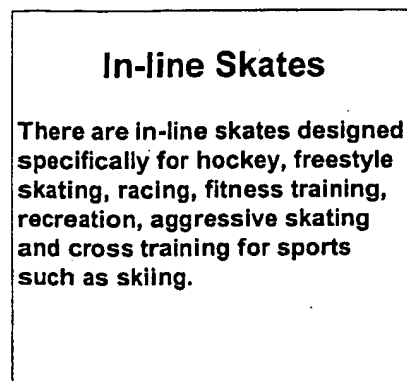 In-line Skates
There are in-line skates designed
specifically for hockey, freestyle
skating, racing, fitness training,
recreation, aggressive skating
and cross training for sports
such as skiing.